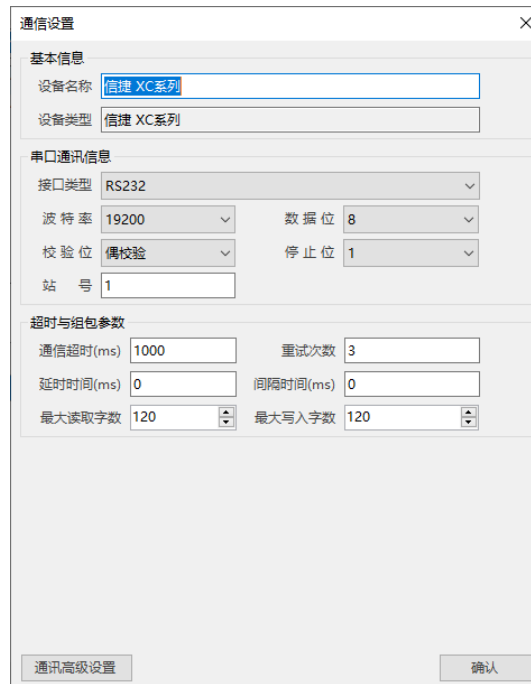 通信设置
基本信息
设备名称 信捷 XC系列
设备类型 信捷 XC系列
串口通讯信息
接口类型 RS232
波 特 率 19200 数 据 位 8
校 验 位 偶校验 停 止 位 1
站 号 1
超时与组包参数
通信超时(ms) 1000 重试次数 3
延时时间(ms) 0 间隔时间(ms) 0
最大读取字数 120 最大写入字数 120
通讯高级设置 确认